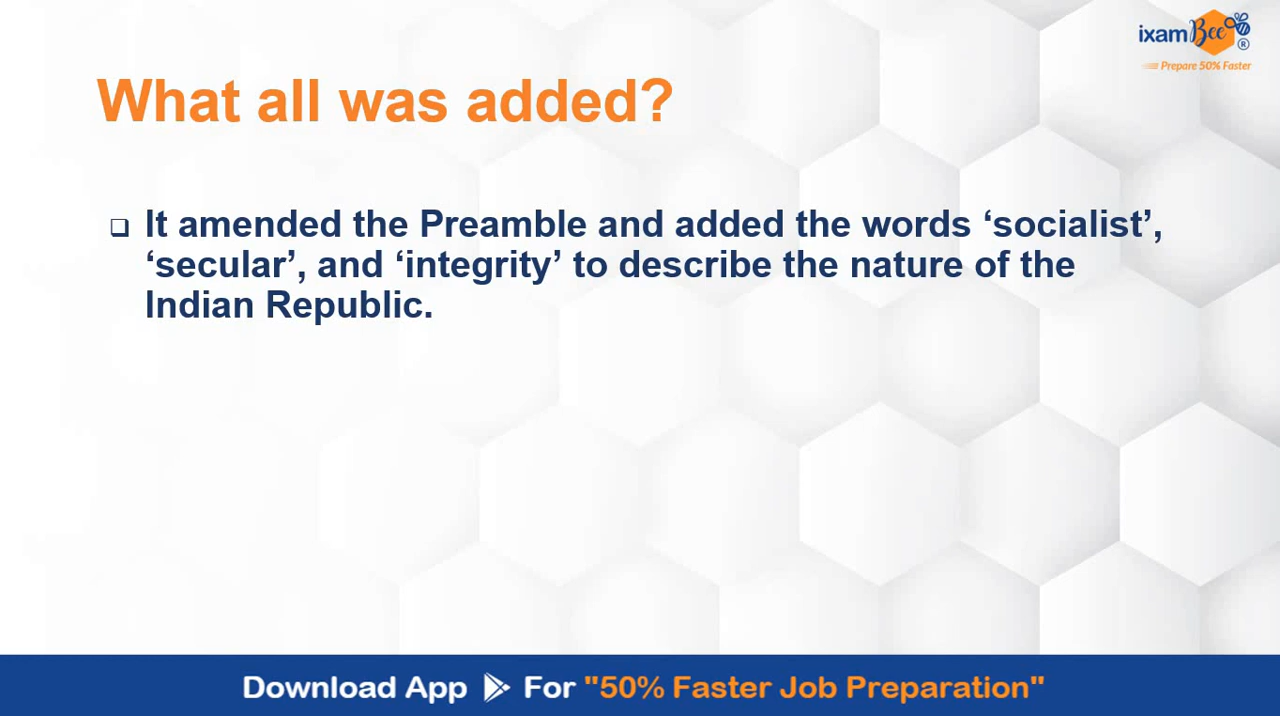 ixamBee®
Prepare 50% Faster
What all was added?
❑ It amended the Preamble and added the words ‘socialist’,
‘secular’, and ‘integrity’ to describe the nature of the
Indian Republic.
Download App For "50% Faster Job Preparation"